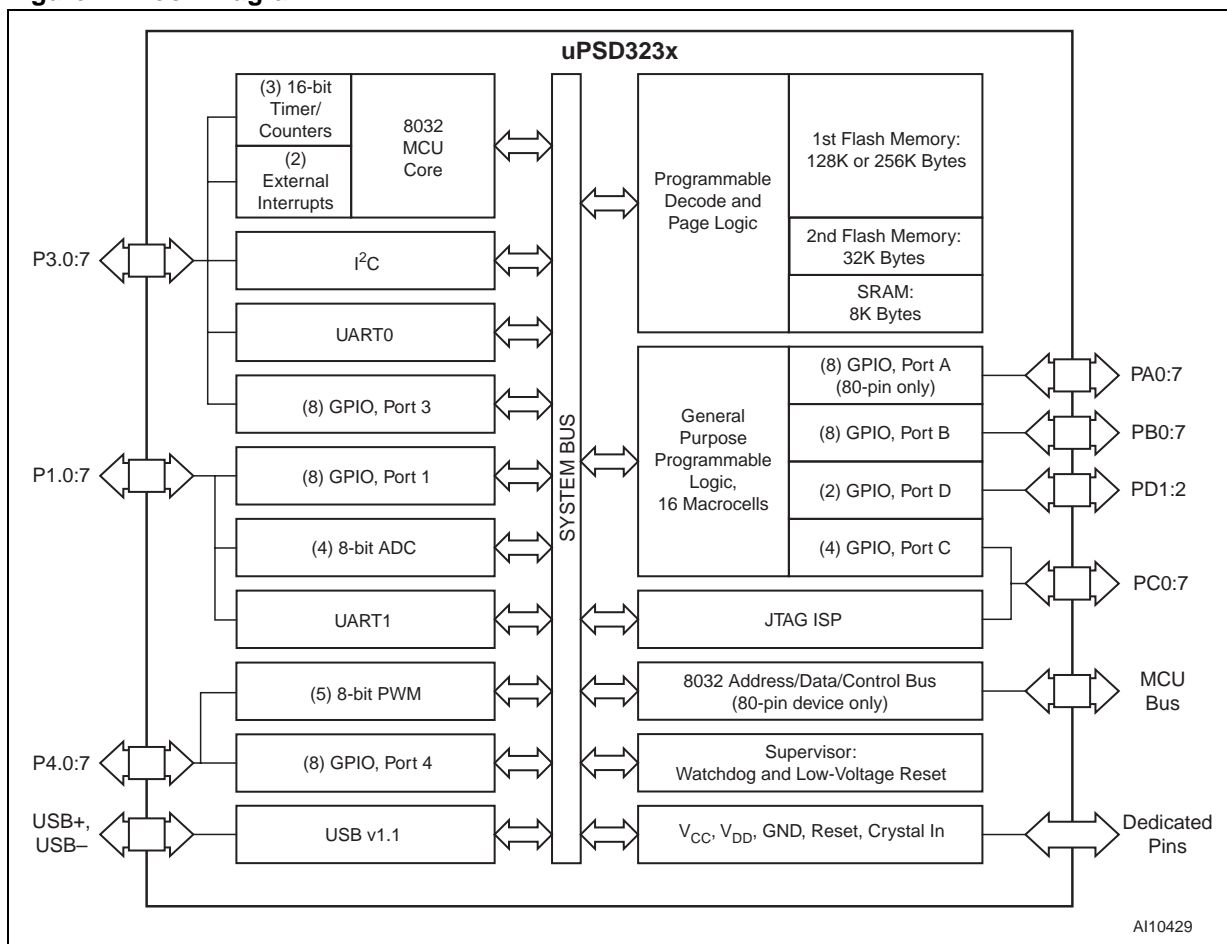 uPSD323x
(3) 16-bit
Timer/
Counters
(2)
External
Interrupts
8032
MCU
Core
I²C
UART0
(8) GPIO, Port 3
(8) GPIO, Port 1
(4) 8-bit ADC
UART1
(5) 8-bit PWM
(8) GPIO, Port 4
USB v1.1
P3.0:7
P1.0:7
P4.0:7
USB+,
USB–
SYSTEM BUS
Programmable
Decode and
Page Logic
1st Flash Memory:
128K or 256K Bytes
2nd Flash Memory:
32K Bytes
SRAM:
8K Bytes
General
Purpose
Programmable
Logic,
16 Macrocells
(8) GPIO, Port A
(80-pin only)
(8) GPIO, Port B
(2) GPIO, Port D
(4) GPIO, Port C
JTAG ISP
8032 Address/Data/Control Bus
(80-pin device only)
Supervisor:
Watchdog and Low-Voltage Reset
VCC, VDD, GND, Reset, Crystal In
PA0:7
PB0:7
PD1:2
PC0:7
MCU
Bus
Dedicated
Pins
AI10429